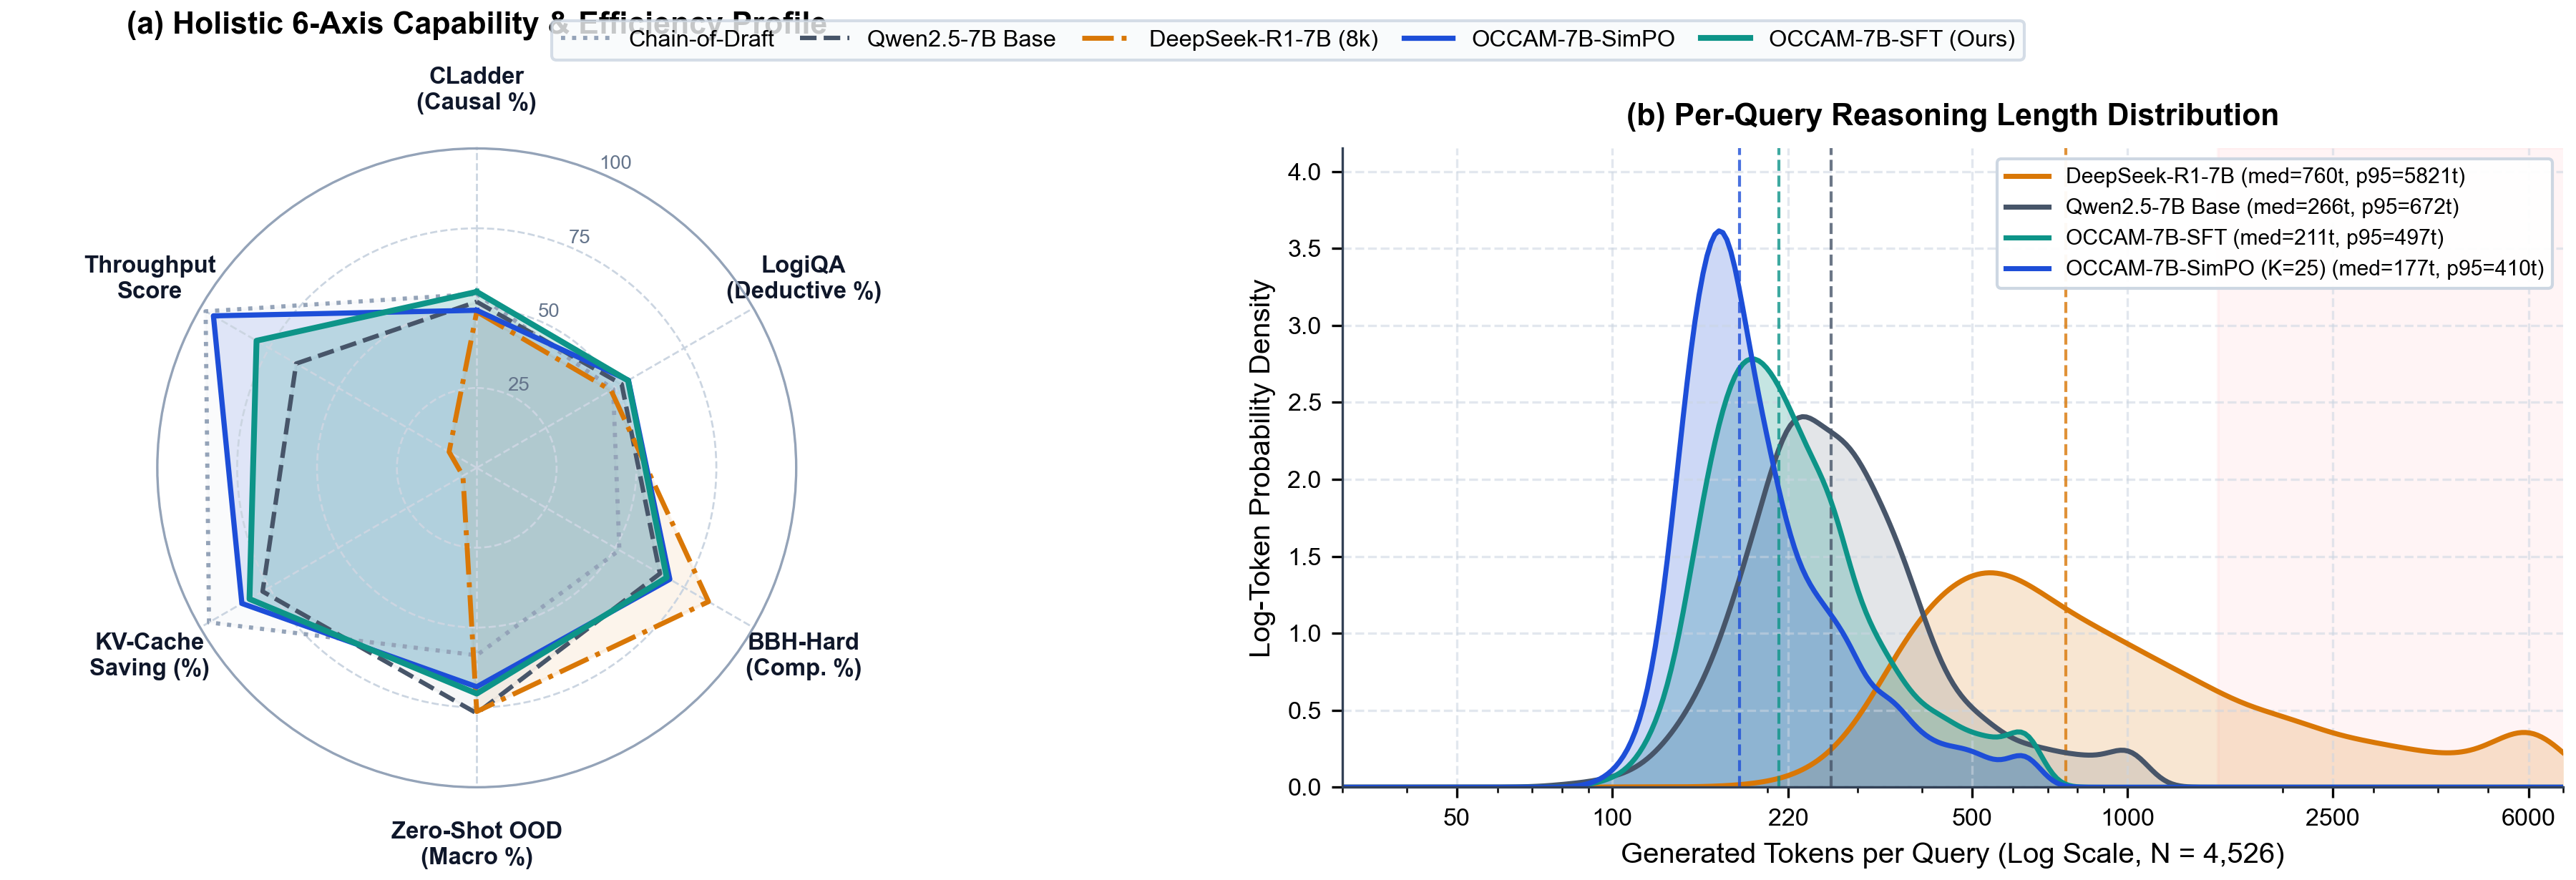 (a) Holistic 6-Axis Capability & Efficiency Profile
Chain-of-Draft
Qwen2.5-7B Base
DeepSeek-R1-7B (8k)
OCCAM-7B-SimPO
OCCAM-7B-SFT (Ours)
CLadder
(Causal %)
LogiQA
(Deductive %)
BBH-Hard
(Comp. %)
Zero-Shot OOD
(Macro %)
KV-Cache
Saving (%)
Throughput
Score
100
75
50
25
(b) Per-Query Reasoning Length Distribution
DeepSeek-R1-7B (med=760t, p95=5821t)
Qwen2.5-7B Base (med=266t, p95=672t)
OCCAM-7B-SFT (med=211t, p95=497t)
OCCAM-7B-SimPO (K=25) (med=177t, p95=410t)
Log-Token Probability Density
4.0
3.5
3.0
2.5
2.0
1.5
1.0
0.5
0.0
50
100
220
500
1000
2500
6000
Generated Tokens per Query (Log Scale, N = 4,526)